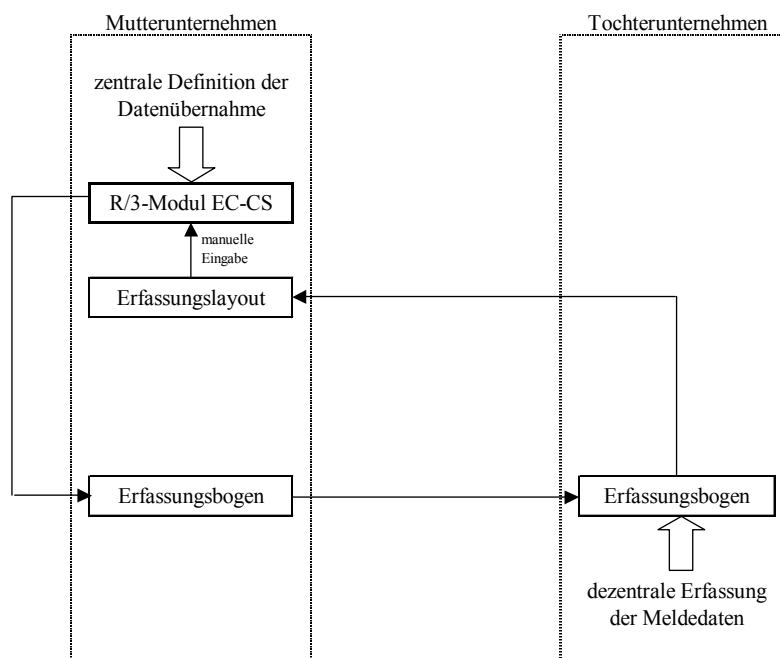 Mutterunternehmen
Tochterunternehmen
zentrale Definition der
Datenübernahme
R/3-Modul EC-CS
manuelle
Eingabe
Erfassungslayout
Erfassungsbogen
Erfassungsbogen
dezentrale Erfassung
der Meldedaten